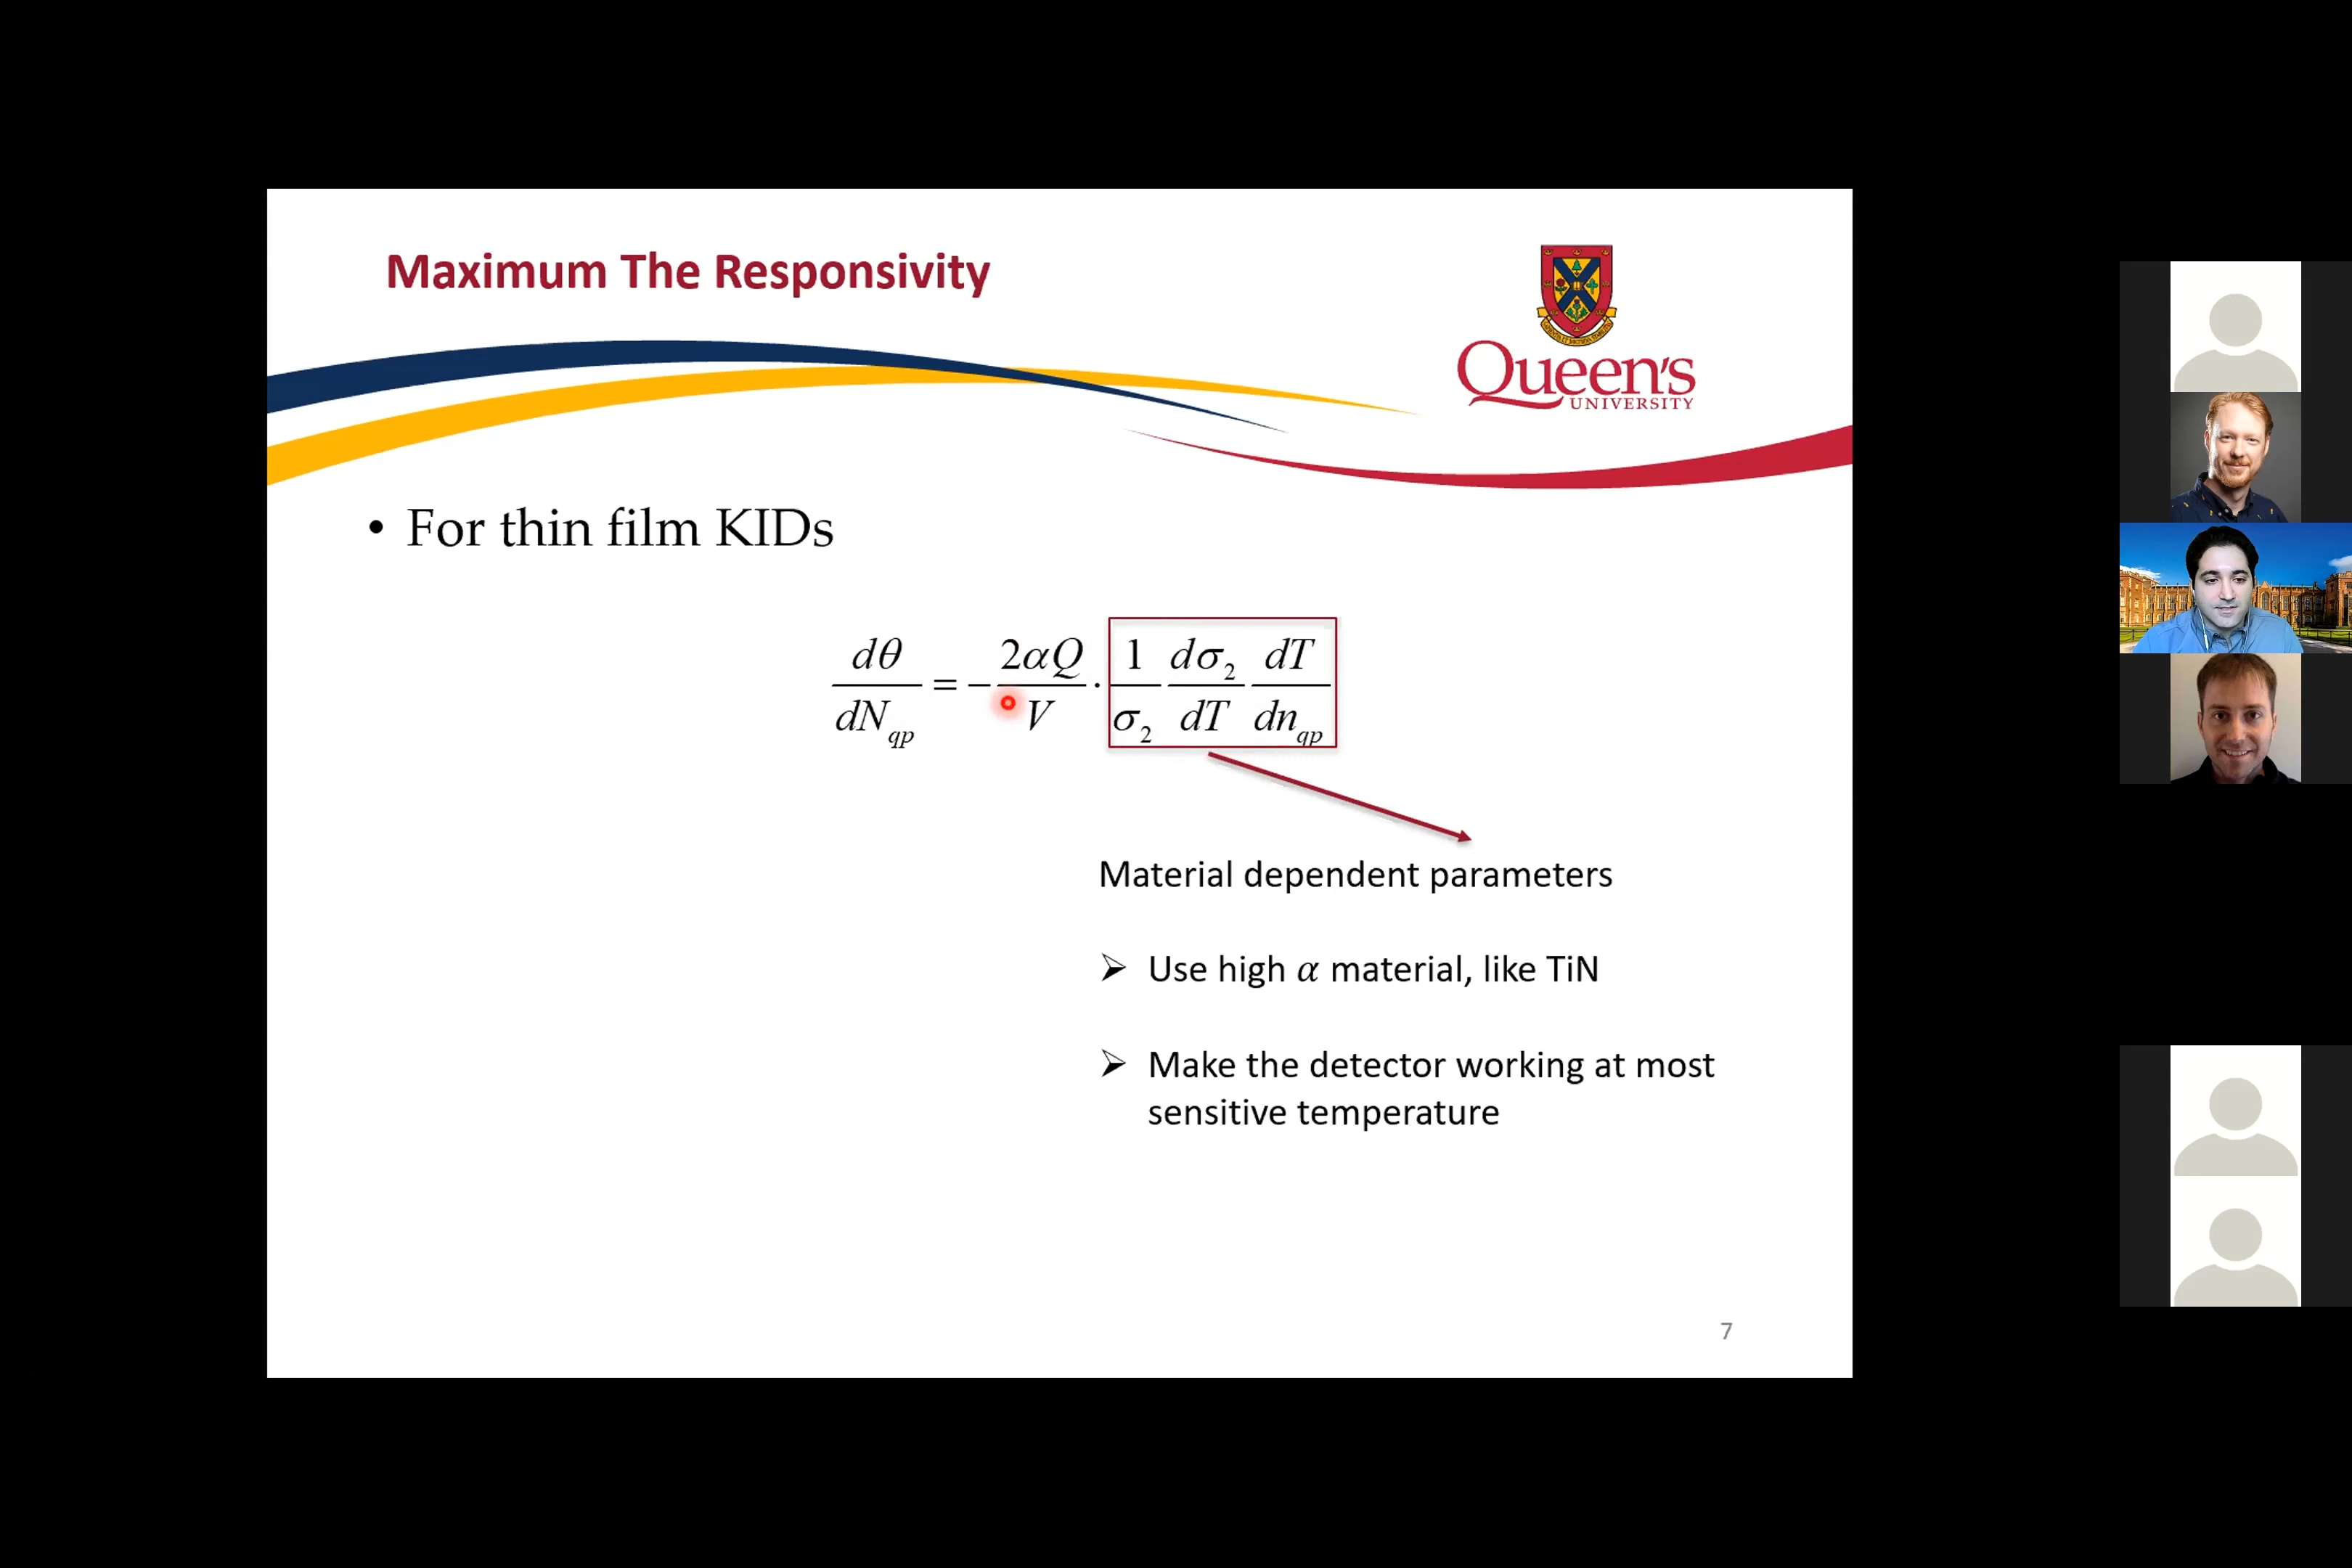 Maximum The Responsivity
Queen's
UNIVERSITY
• For thin film KIDs
dθ/dN_qp = −2αQ/V · 1/σ₂ dσ₂/dT dT/dn_qp
Material dependent parameters
➢ Use high α material, like TiN
➢ Make the detector working at most
sensitive temperature
7